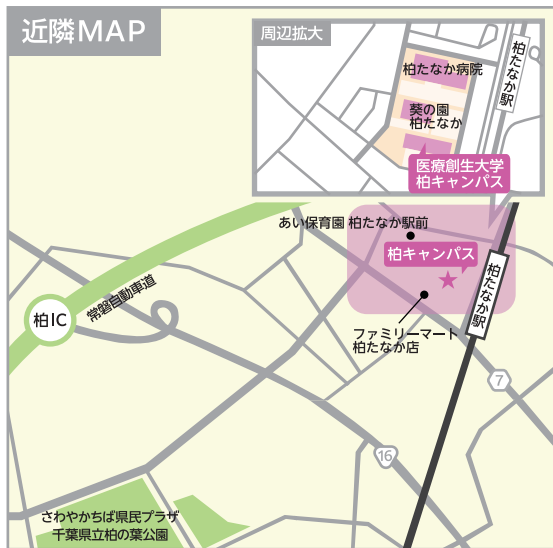 近隣MAP
周辺拡大
柏たなか病院
柏たなか駅
葵の園
柏たなか
医療創生大学
柏キャンパス
あい保育園 柏たなか駅前
柏キャンパス
柏たなか駅
常磐自動車道
柏IC
ファミリーマート
柏たなか店
7
16
さわやかちば県民プラザ
千葉県立柏の葉公園